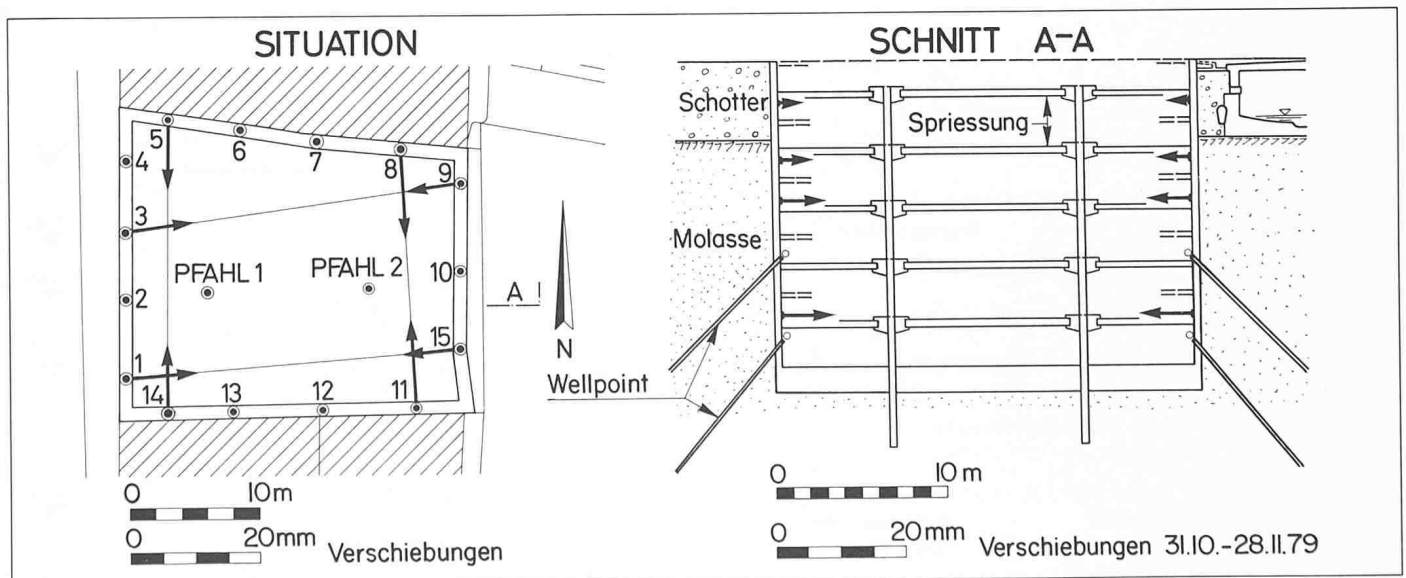 SITUATION
5
6
7
8
4
9
3
PFAHL 1
PFAHL 2
10
2
A
15
N
1
14
13
12
11
0 10m
0 20mm Verschiebungen
SCHNITT A-A
Schotter
Spriessung
Molasse
Wellpoint
0 10 m
0 20mm Verschiebungen 31.10.-28.11.79